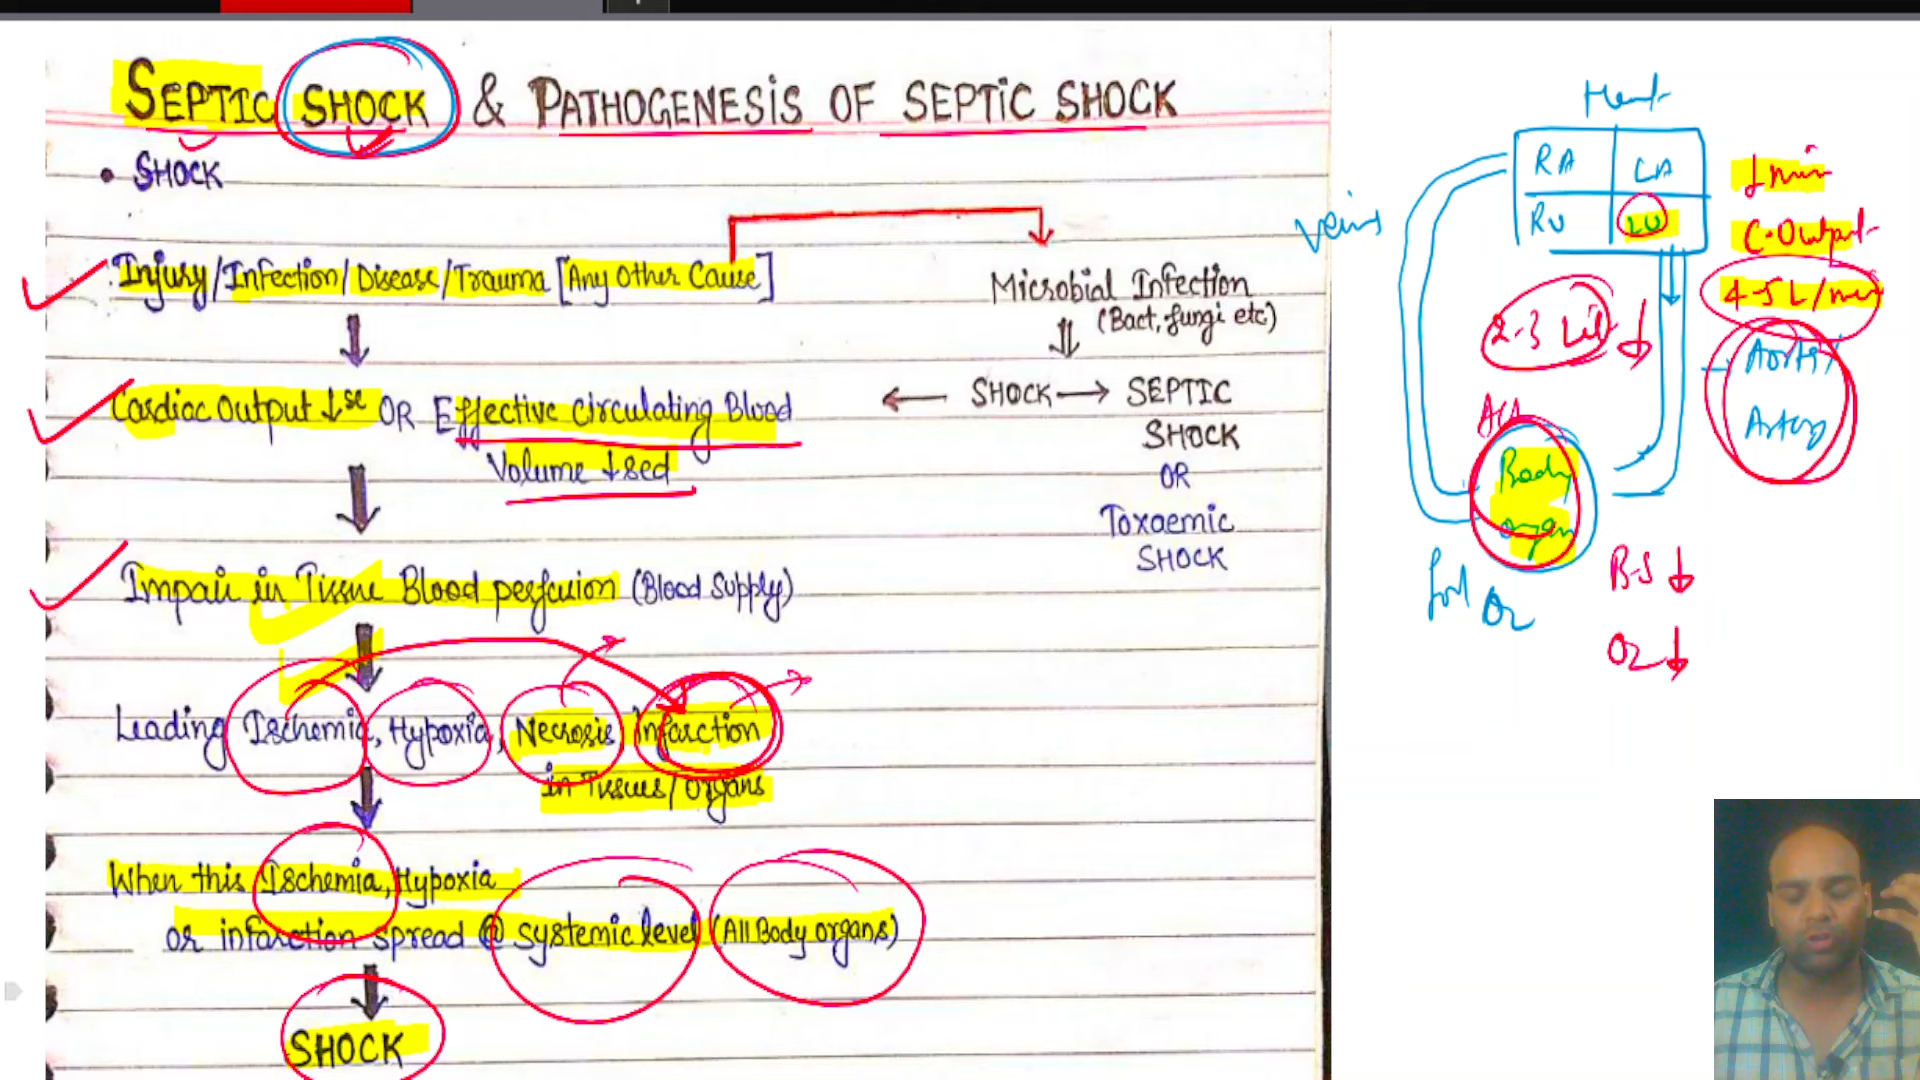 SEPTIC SHOCK & PATHOGENESIS OF SEPTIC SHOCK
• SHOCK
Injury/Infection/Disease/Trauma [Any Other Cause]
Cardiac Output ↓se OR Effective Circulating Blood
Volume ↓sed
Impair in Tissue Blood perfusion (Blood Supply)
Leading Ischemia, Hypoxia, Necrosis Infarction
in Tissues/organs
When this Ischemia, Hypoxia
or infarction spread @ systemic level (All Body organs)
SHOCK
Microbial Infection
(Bact, fungi etc)
← SHOCK → SEPTIC
SHOCK
OR
Toxaemic
SHOCK
Heart
RA LA
RV LV
Veins
1 min
C.Output
4-5 L/min
2-3 Lit ↓
Aorta
Artery
Body
organ
O2
B.S ↓
O2 ↓